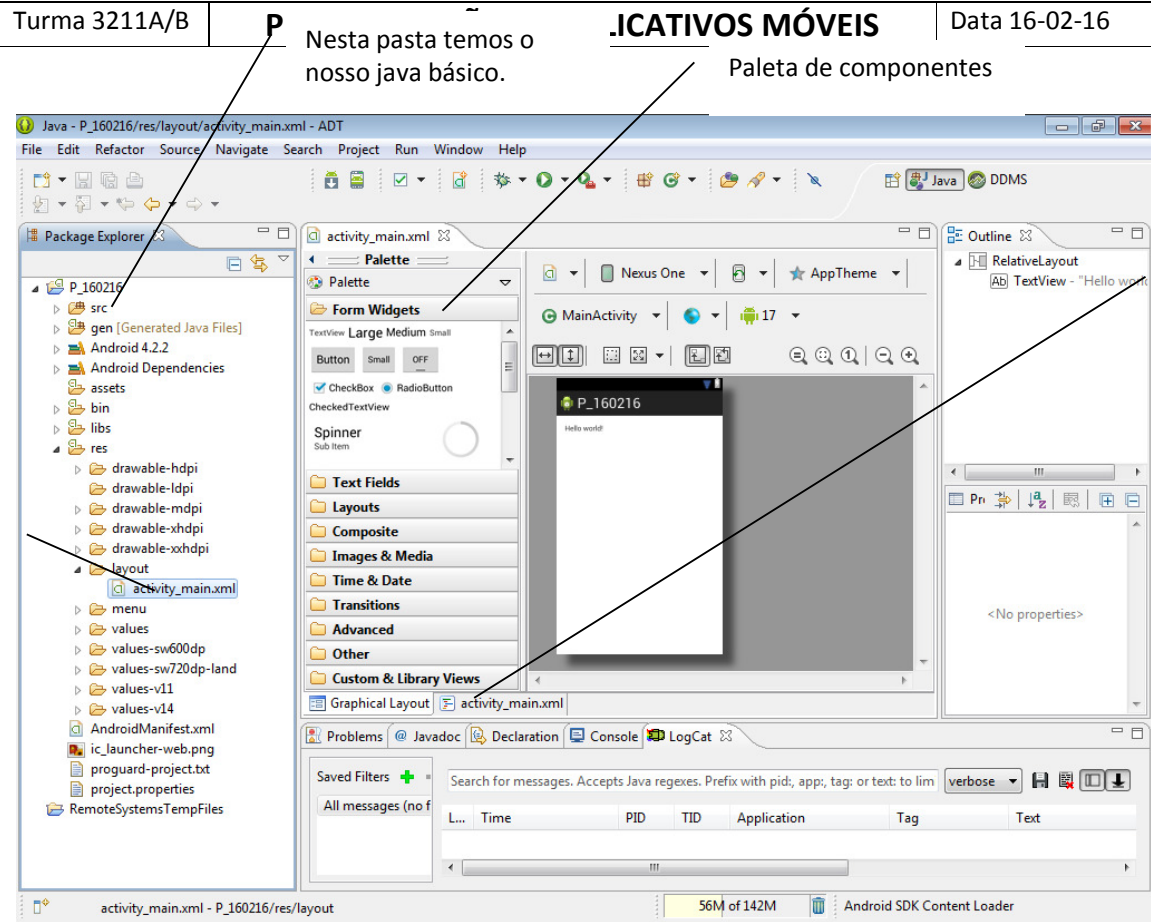 Turma 3211A/B
P
LICATIVOS MÓVEIS
Data 16-02-16
Nesta pasta temos o
nosso java básico.
Paleta de componentes
Java - P_160216/res/layout/activity_main.xml - ADT
File Edit Refactor Source Navigate Search Project Run Window Help
Java
DDMS
Package Explorer
P_160216
src
gen [Generated Java Files]
Android 4.2.2
Android Dependencies
assets
bin
libs
res
drawable-hdpi
drawable-ldpi
drawable-mdpi
drawable-xhdpi
drawable-xxhdpi
layout
activity_main.xml
menu
values
values-sw600dp
values-sw720dp-land
values-v11
values-v14
AndroidManifest.xml
ic_launcher-web.png
proguard-project.txt
project.properties
RemoteSystemsTempFiles
activity_main.xml
Palette
Palette
Form Widgets
TextView Large Medium Small
Button Small OFF
CheckBox RadioButton
CheckedTextView
Spinner
Sub Item
Text Fields
Layouts
Composite
Images & Media
Time & Date
Transitions
Advanced
Other
Custom & Library Views
Graphical Layout activity_main.xml
Nexus One AppTheme
MainActivity 17
P_160216
Hello world!
Outline
RelativeLayout
Ab TextView - "Hello world
<No properties>
Problems @ Javadoc Declaration Console LogCat
Saved Filters
All messages (no f
Search for messages. Accepts Java regexes. Prefix with pid:, app:, tag: or text: to lim
verbose
L... Time PID TID Application Tag Text
activity_main.xml - P_160216/res/layout
56M of 142M
Android SDK Content Loader